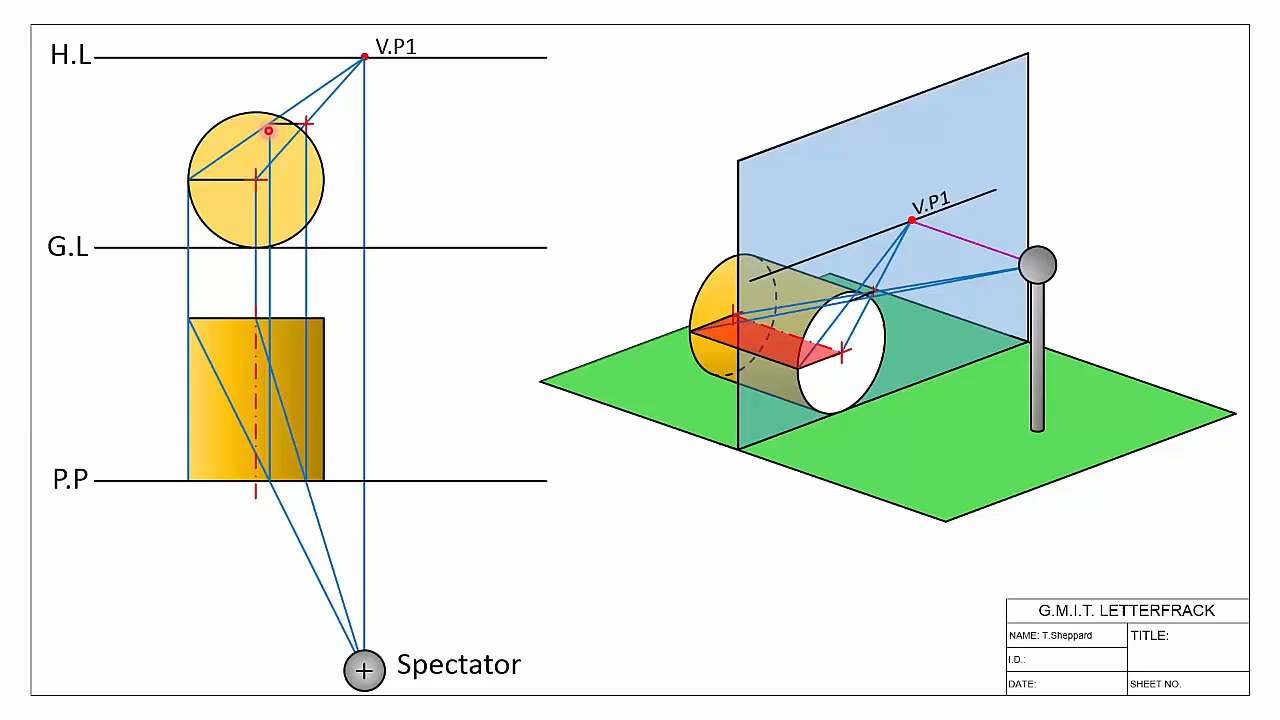 H.L
V.P1
G.L
P.P
Spectator
V.P1
G.M.I.T. LETTERFRACK
NAME: T.Sheppard
TITLE:
I.D.:
DATE:
SHEET NO.